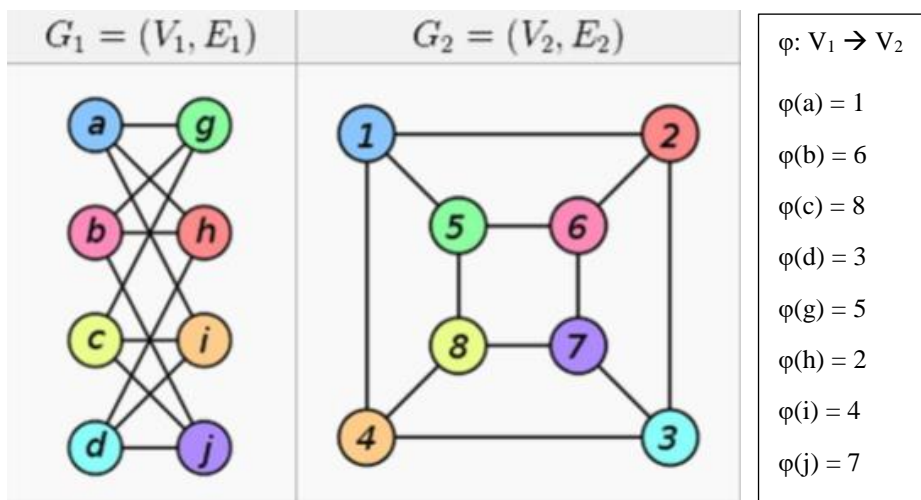 G₁ = (V₁, E₁)
G₂ = (V₂, E₂)
a
g
b
h
c
i
d
j
1
2
5
6
8
7
4
3
φ: V₁ → V₂
φ(a) = 1
φ(b) = 6
φ(c) = 8
φ(d) = 3
φ(g) = 5
φ(h) = 2
φ(i) = 4
φ(j) = 7